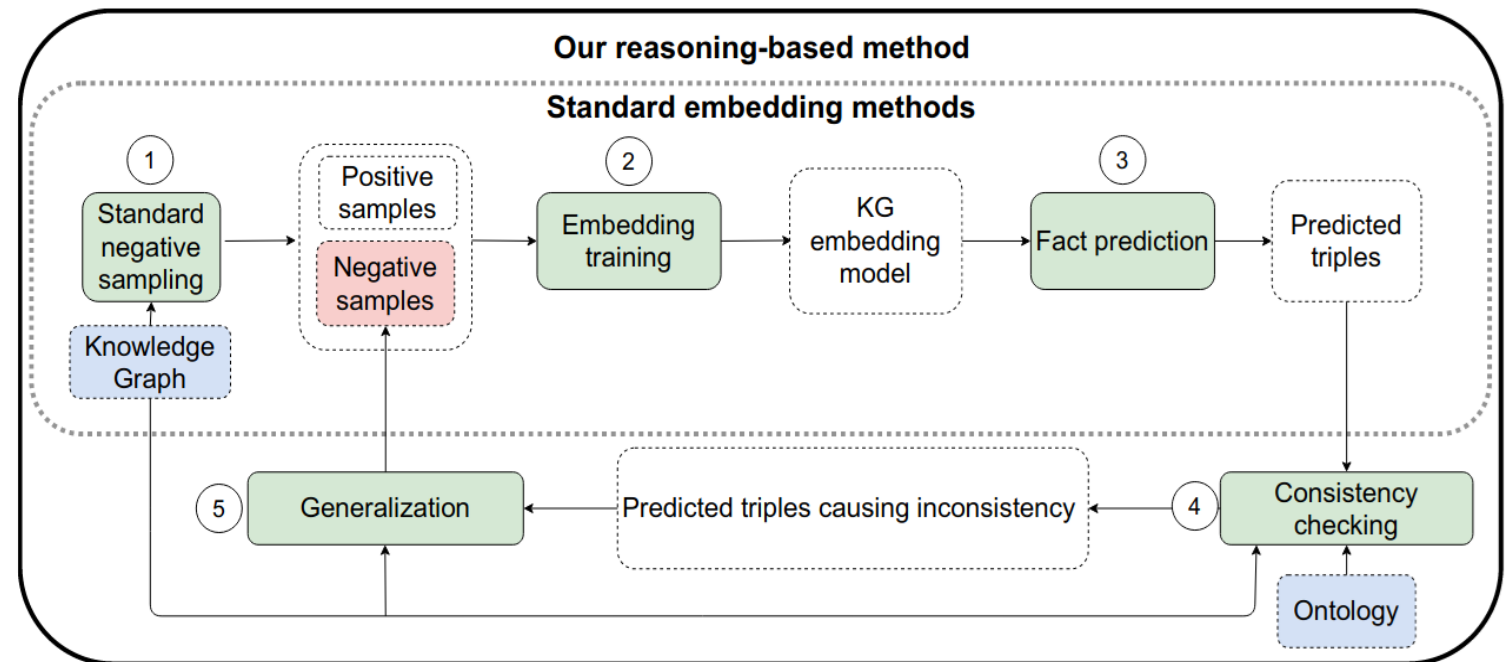 Our reasoning-based method
Standard embedding methods
1
2
3
Standard
negative
sampling
Positive
samples
Negative
samples
Embedding
training
KG
embedding
model
Fact prediction
Predicted
triples
Knowledge
Graph
5
Generalization
Predicted triples causing inconsistency
4
Consistency
checking
Ontology